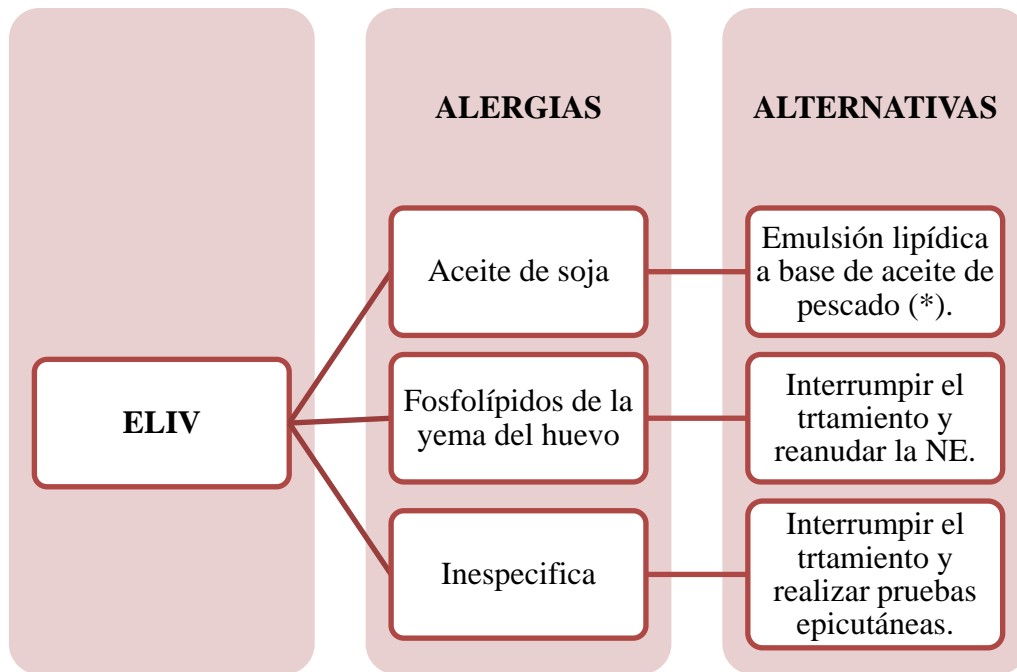 ALERGIAS
ALTERNATIVAS
ELIV
Aceite de soja
Emulsión lipídica
a base de aceite de
pescado (*).
Fosfolípidos de la
yema del huevo
Interrumpir el
trtamiento y
reanudar la NE.
Inespecifica
Interrumpir el
trtamiento y
realizar pruebas
epicutáneas.